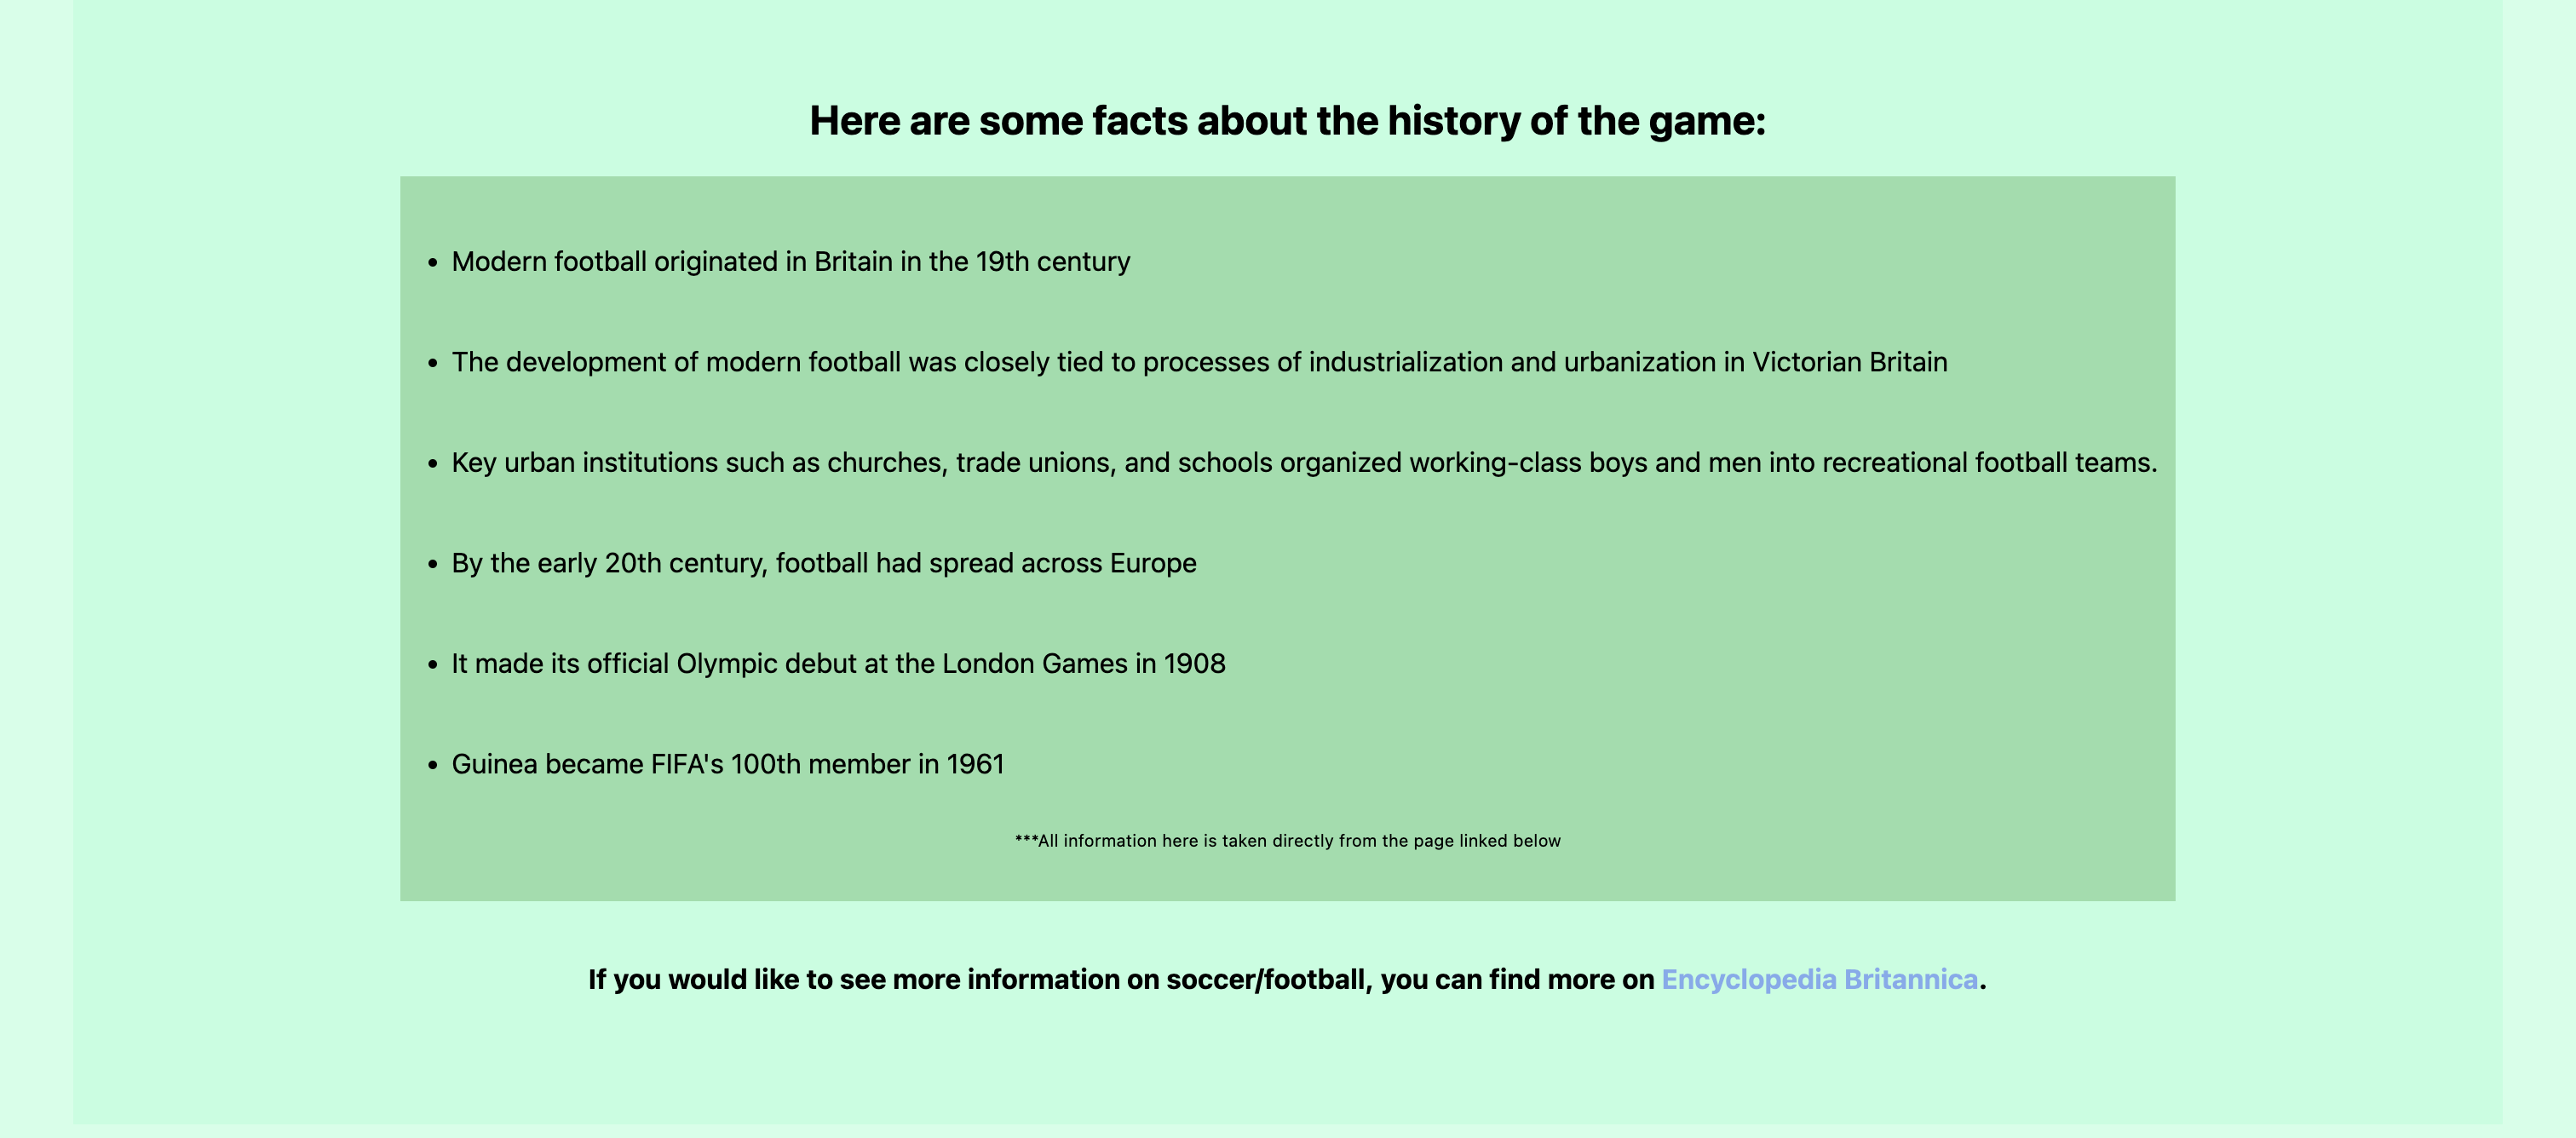 Here are some facts about the history of the game:
• Modern football originated in Britain in the 19th century
• The development of modern football was closely tied to processes of industrialization and urbanization in Victorian Britain
• Key urban institutions such as churches, trade unions, and schools organized working-class boys and men into recreational football teams.
• By the early 20th century, football had spread across Europe
• It made its official Olympic debut at the London Games in 1908
• Guinea became FIFA's 100th member in 1961
***All information here is taken directly from the page linked below
If you would like to see more information on soccer/football, you can find more on Encyclopedia Britannica.